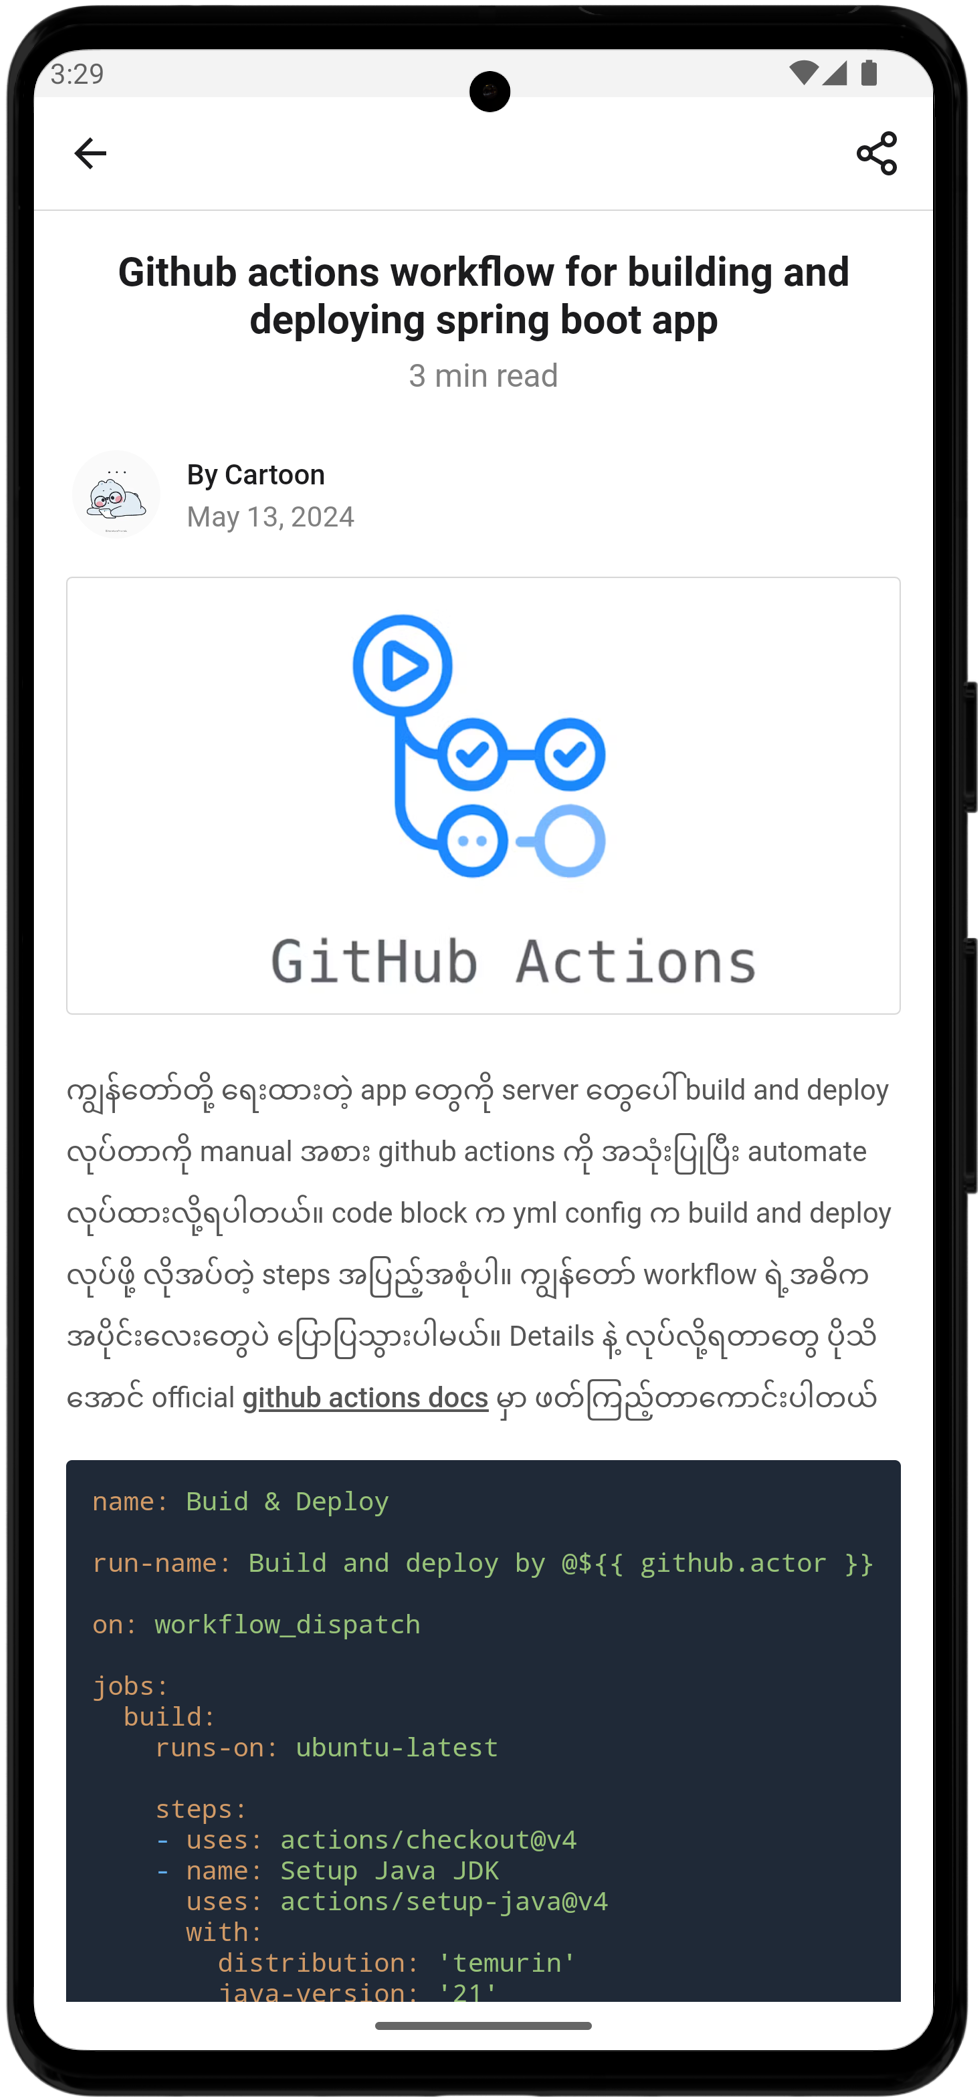 3:29
Github actions workflow for building and
deploying spring boot app
3 min read
By Cartoon
May 13, 2024
GitHub Actions
ကျွန်တော်တို့ ရေးထားတဲ့ app တွေကို server တွေပေါ် build and deploy
လုပ်တာကို manual အစား github actions ကို အသုံးပြုပြီး automate
လုပ်ထားလို့ရပါတယ်။ code block က yml config က build and deploy
လုပ်ဖို့ လိုအပ်တဲ့ steps အပြည့်အစုံပါ။ ကျွန်တော် workflow ရဲ့အဓိက
အပိုင်းလေးတွေပဲ ပြောပြသွားပါမယ်။ Details နဲ့ လုပ်လို့ရတာတွေ ပိုသိ
အောင် official github actions docs မှာ ဖတ်ကြည့်တာကောင်းပါတယ်
name: Buid & Deploy
run-name: Build and deploy by @${{ github.actor }}
on: workflow_dispatch
jobs:
build:
runs-on: ubuntu-latest
steps:
- uses: actions/checkout@v4
- name: Setup Java JDK
uses: actions/setup-java@v4
with:
distribution: 'temurin'
java-version: '21'